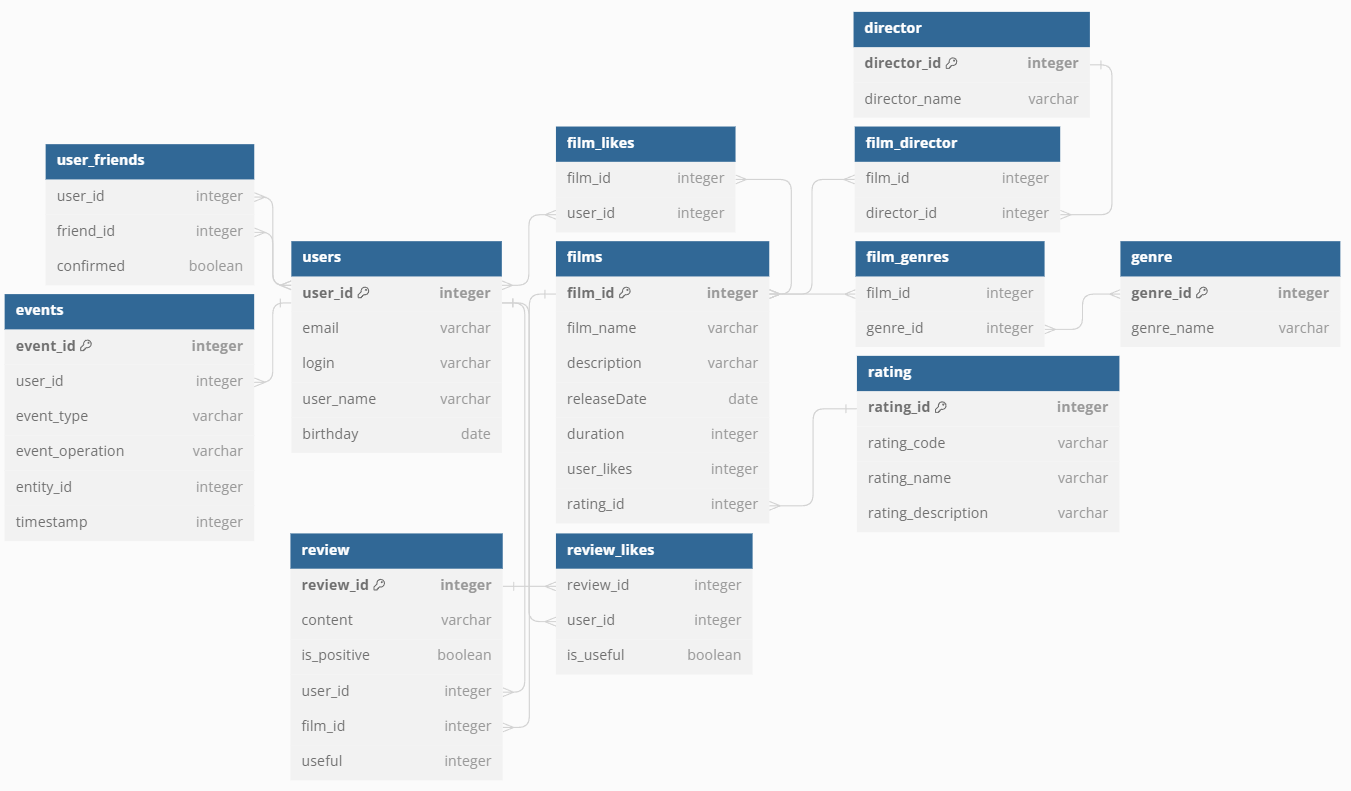 director
director_id integer
director_name varchar
film_likes
film_id integer
user_id integer
film_director
film_id integer
director_id integer
user_friends
user_id integer
friend_id integer
confirmed boolean
users
user_id integer
email varchar
login varchar
user_name varchar
birthday date
films
film_id integer
film_name varchar
description varchar
releaseDate date
duration integer
user_likes integer
rating_id integer
film_genres
film_id integer
genre_id integer
genre
genre_id integer
genre_name varchar
events
event_id integer
user_id integer
event_type varchar
event_operation varchar
entity_id integer
timestamp integer
rating
rating_id integer
rating_code varchar
rating_name varchar
rating_description varchar
review
review_id integer
content varchar
is_positive boolean
user_id integer
film_id integer
useful integer
review_likes
review_id integer
user_id integer
is_useful boolean